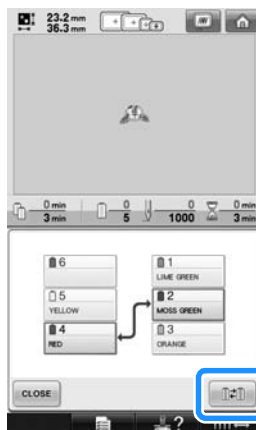 23.2 mm
36.3 mm
0 min 0 0 0 min
3 min 5 1000 3 min
6 1
LIME GREEN
5 2
YELLOW MOSS GREEN
4 3
RED ORANGE
CLOSE
?